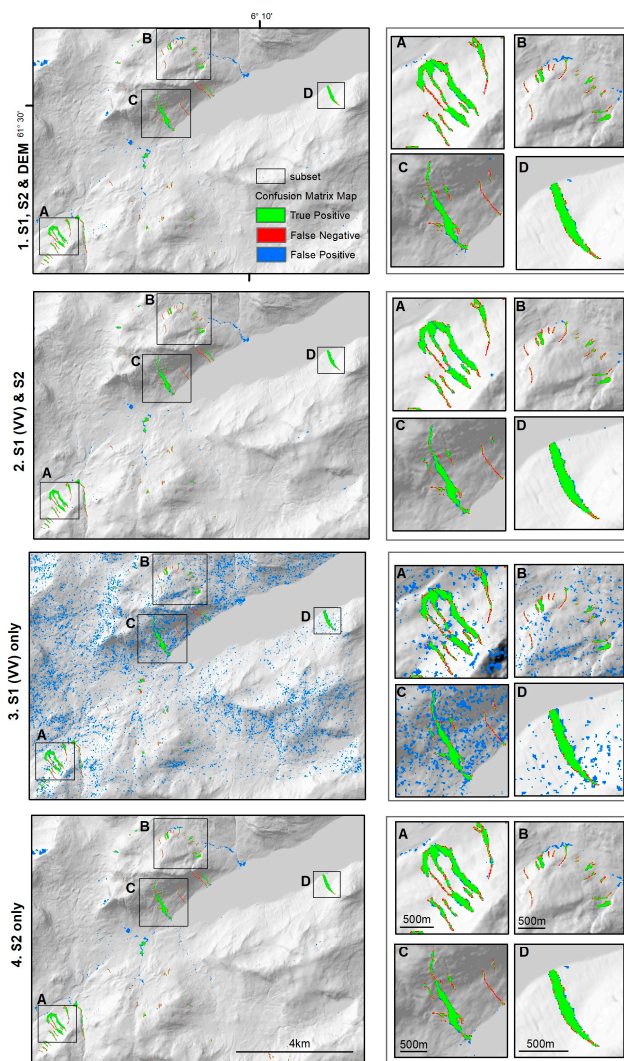 6° 10'
61° 30'
1. S1, S2 & DEM
B
C
D
A
subset
Confusion Matrix Map
True Positive
False Negative
False Positive
A
B
C
D
2. S1 (VV) & S2
B
C
D
A
A
B
C
D
3. S1 (VV) only
B
C
D
A
A
B
C
D
4. S2 only
B
C
D
A
4km
A
500m
B
500m
C
500m
D
500m